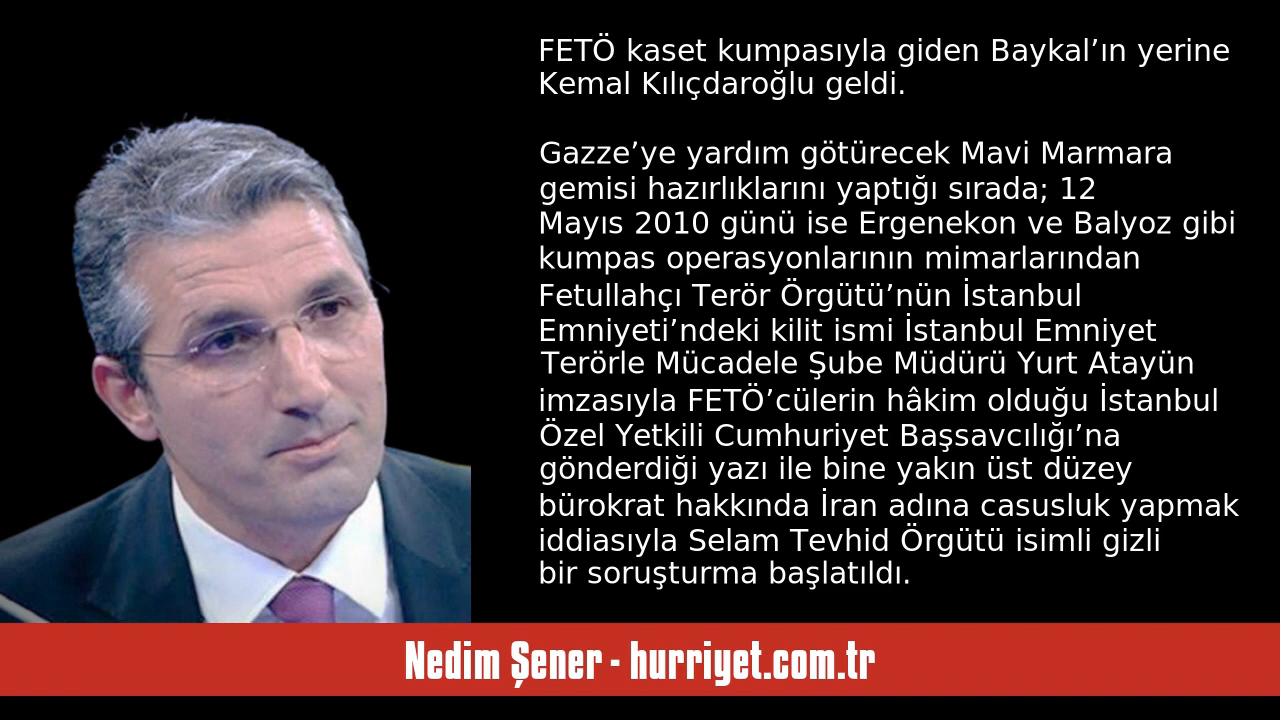 FETÖ kaset kumpasıyla giden Baykal’ın yerine
Kemal Kılıçdaroğlu geldi.
Gazze’ye yardım götürecek Mavi Marmara
gemisi hazırlıklarını yaptığı sırada; 12
Mayıs 2010 günü ise Ergenekon ve Balyoz gibi
kumpas operasyonlarının mimarlarından
Fetullahçı Terör Örgütü’nün İstanbul
Emniyeti’ndeki kilit ismi İstanbul Emniyet
Terörle Mücadele Şube Müdürü Yurt Atayün
imzasıyla FETÖ’cülerin hâkim olduğu İstanbul
Özel Yetkili Cumhuriyet Başsavcılığı’na
gönderdiği yazı ile bine yakın üst düzey
bürokrat hakkında İran adına casusluk yapmak
iddiasıyla Selam Tevhid Örgütü isimli gizli
bir soruşturma başlatıldı.
Nedim Şener - hurriyet.com.tr